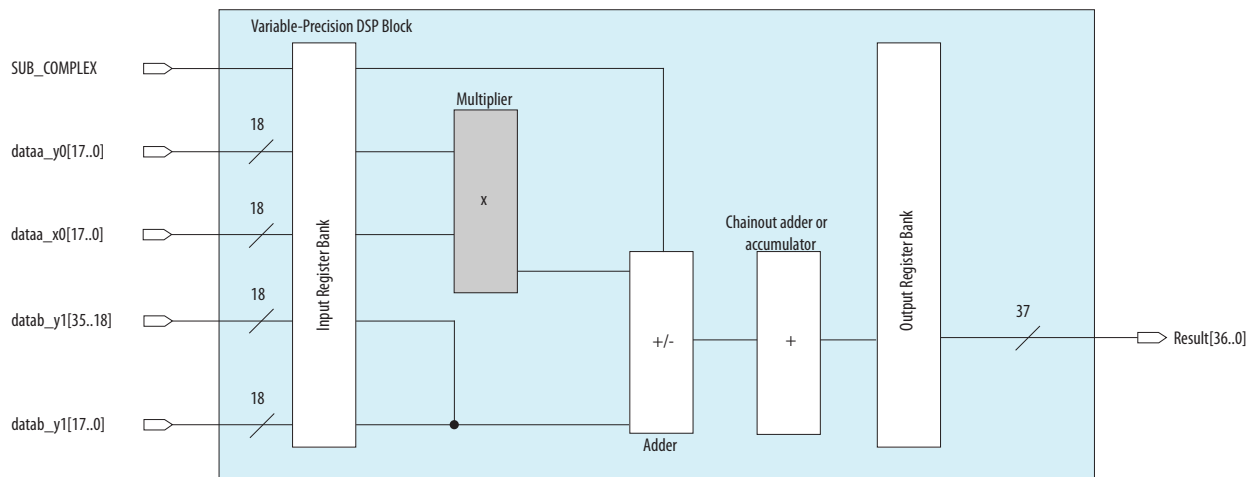 Variable-Precision DSP Block
SUB_COMPLEX
Multiplier
18
dataa_y0[17..0]
x
18
dataa_x0[17..0]
Input Register Bank
Chainout adder or
accumulator
Output Register Bank
18
datab_y1[35..18]
+/-
+
37
Result[36..0]
18
datab_y1[17..0]
Adder